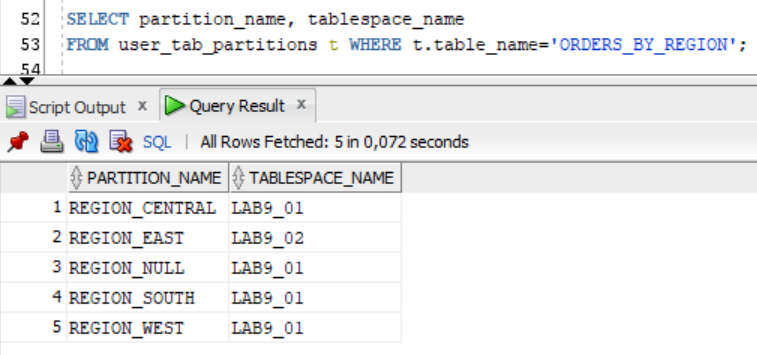 52 SELECT partition_name, tablespace_name
53 FROM user_tab_partitions t WHERE t.table_name='ORDERS_BY_REGION';
54
Script Output x Query Result x
SQL | All Rows Fetched: 5 in 0,072 seconds
PARTITION_NAME TABLESPACE_NAME
1 REGION_CENTRAL LAB9_01
2 REGION_EAST LAB9_02
3 REGION_NULL LAB9_01
4 REGION_SOUTH LAB9_01
5 REGION_WEST LAB9_01